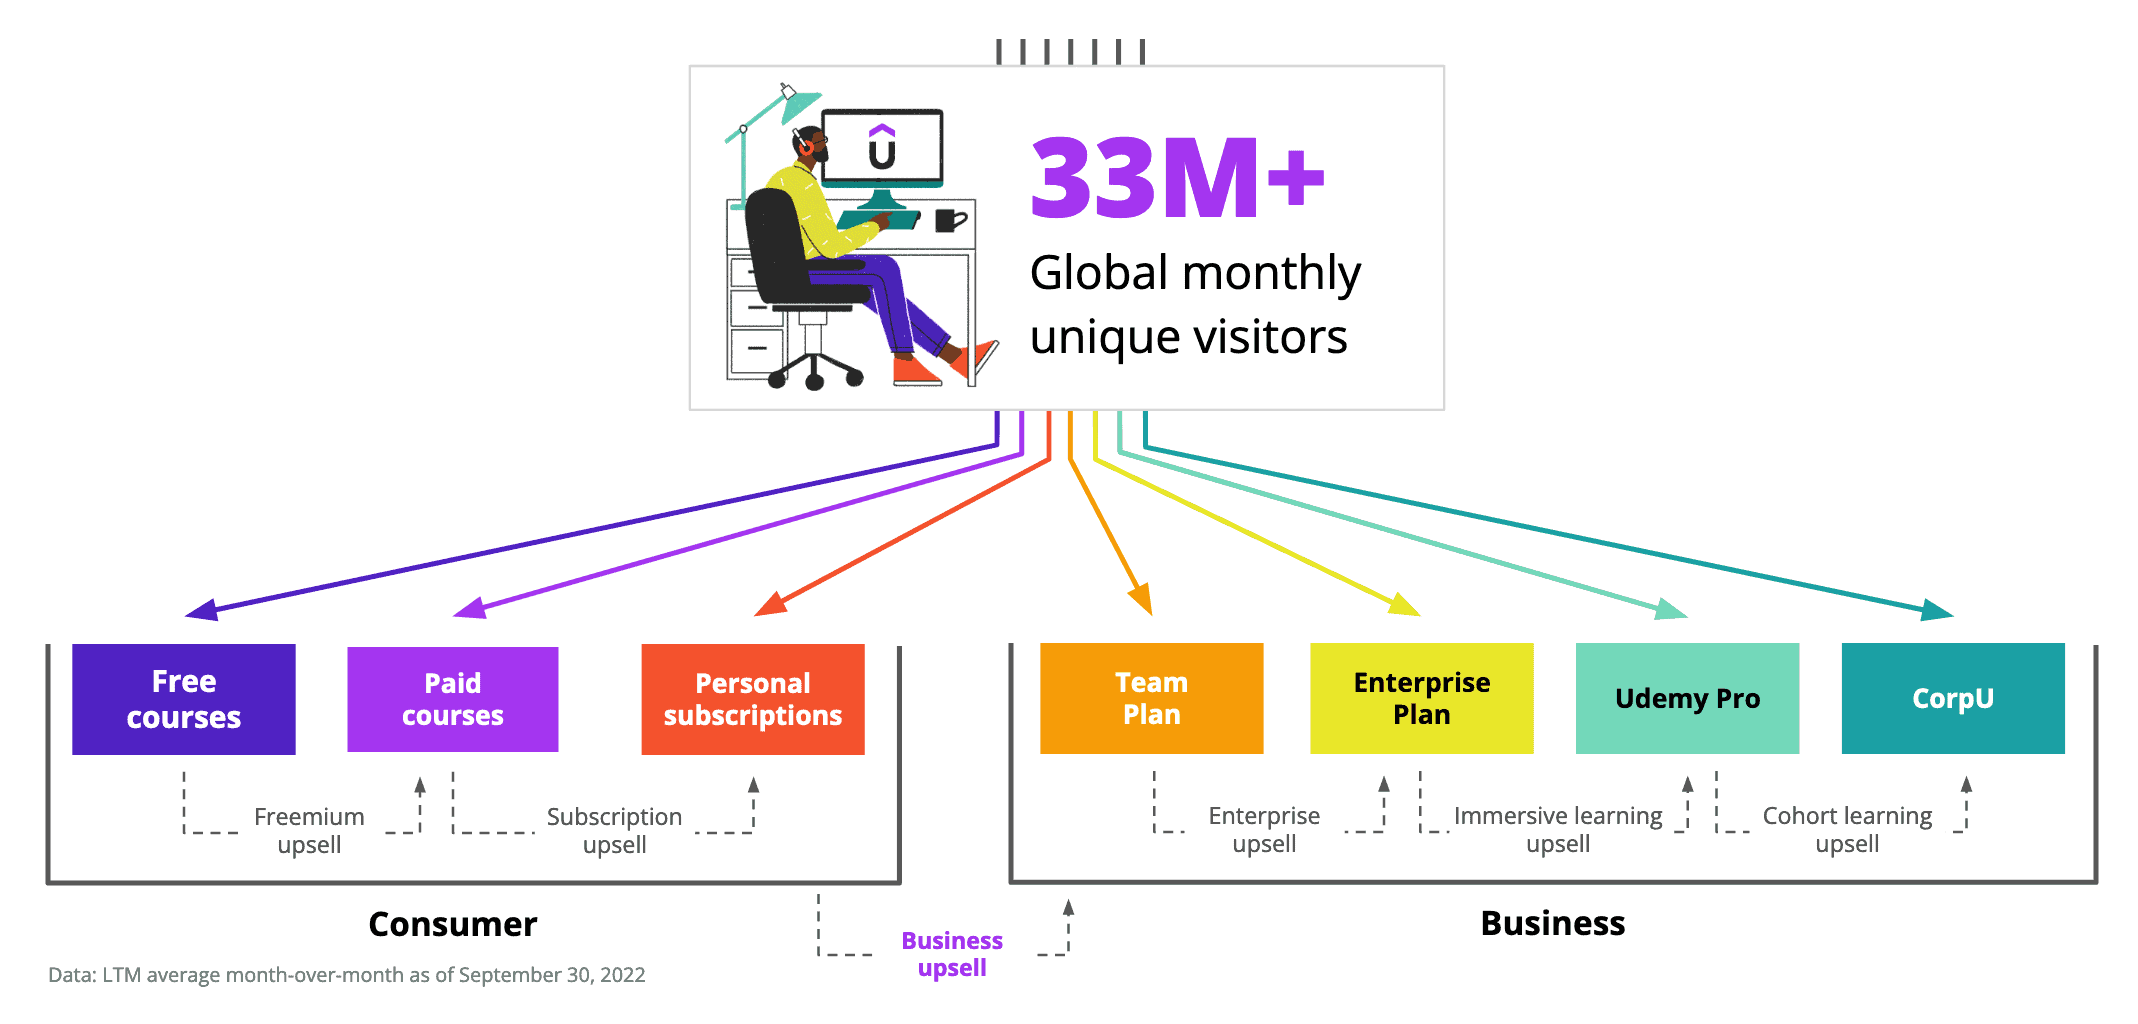 33M+
Global monthly
unique visitors
Free
courses
Paid
courses
Personal
subscriptions
Team
Plan
Enterprise
Plan
Udemy Pro
CorpU
Freemium
upsell
Subscription
upsell
Enterprise
upsell
Immersive learning
upsell
Cohort learning
upsell
Consumer
Business
Business
upsell
Data: LTM average month-over-month as of September 30, 2022